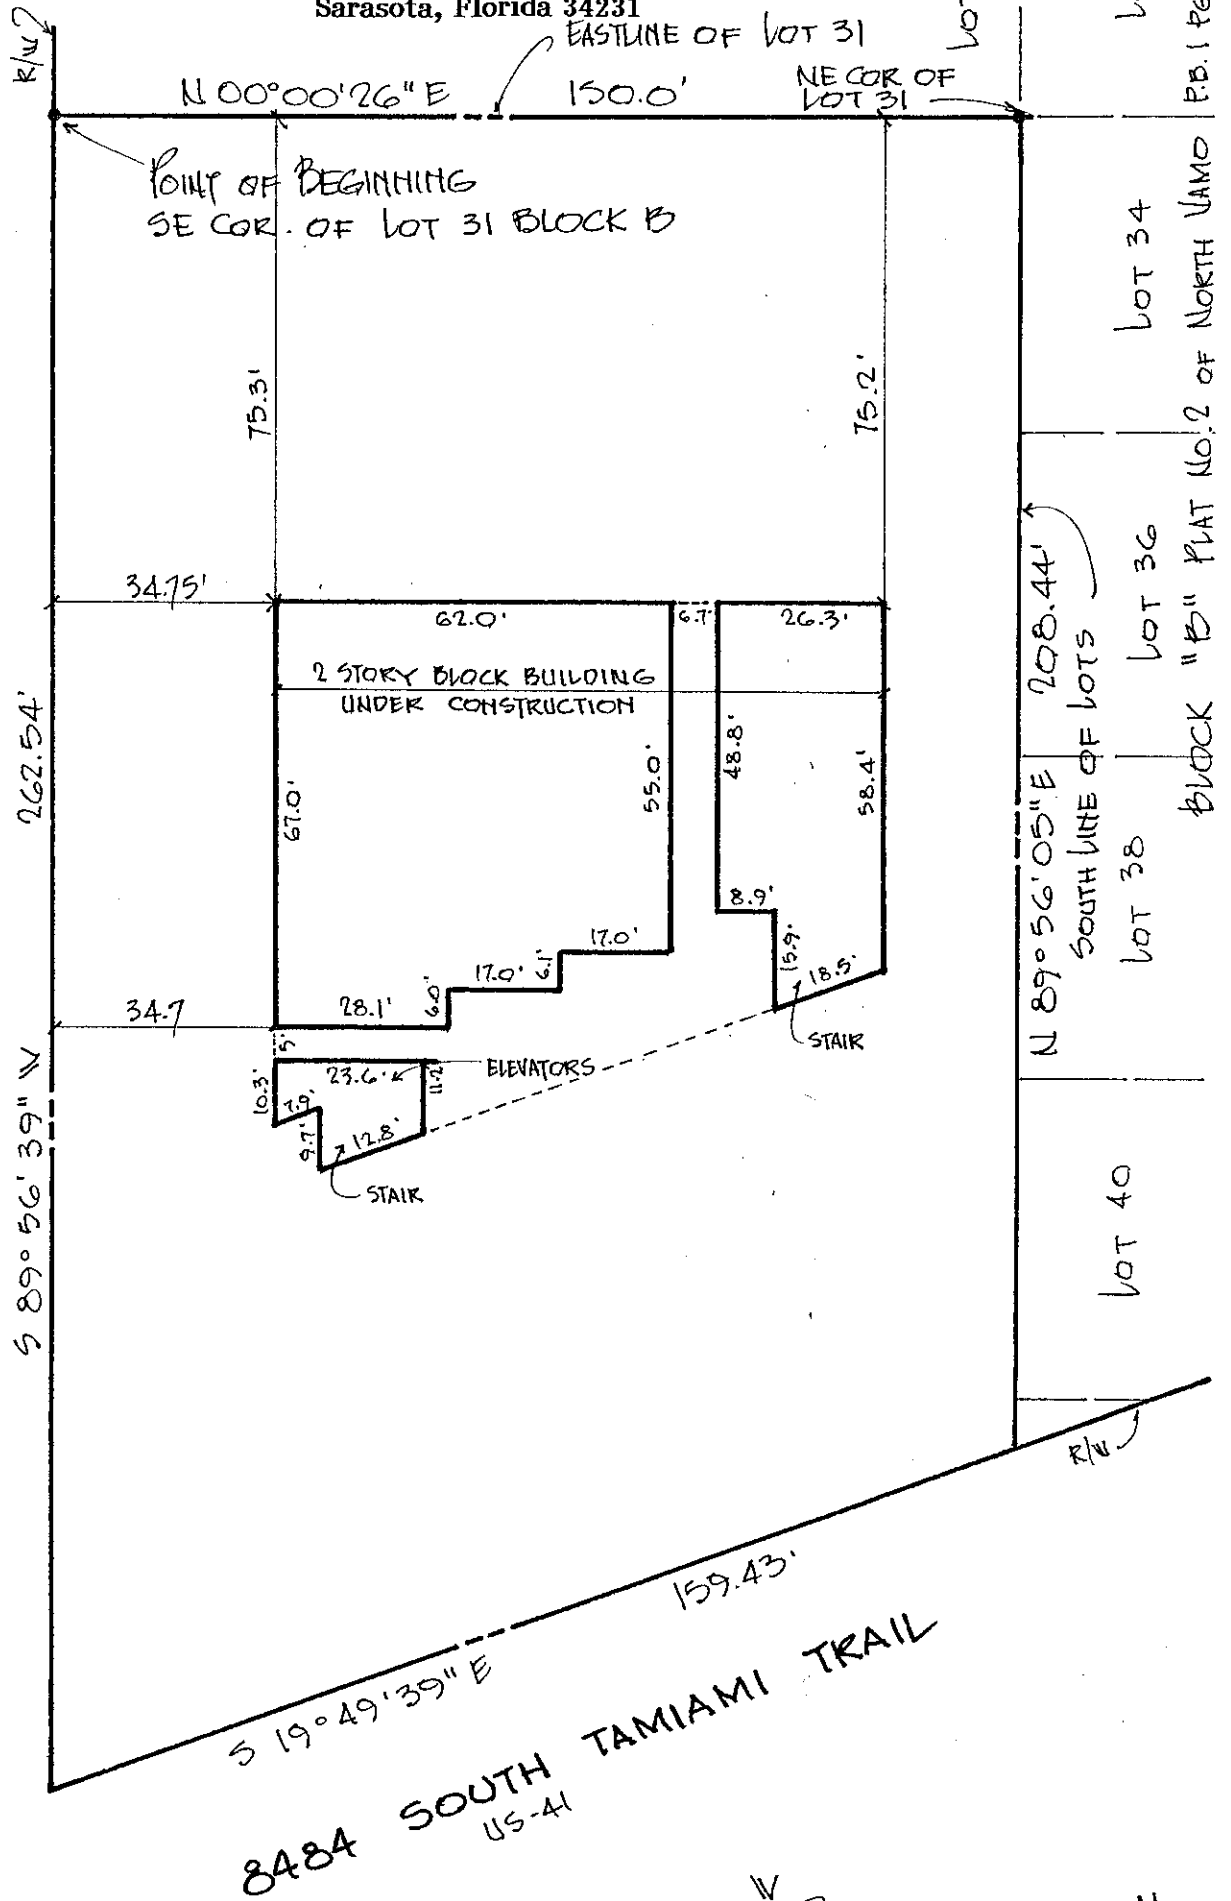 Sarasota, Florida 34231
R/W
EASTLINE OF LOT 31
LOT
N 00°00'26" E 150.0'
NE COR OF
LOT 31
POINT OF BEGINNING
SE COR. OF LOT 31 BLOCK B
75.3'
75.2'
34.75'
62.0'
6.7'
26.3'
2 STORY BLOCK BUILDING
UNDER CONSTRUCTION
67.0'
55.0'
48.8'
58.4'
8.9'
15.9'
18.5'
STAIR
17.0'
6.1'
17.0'
6.0'
28.1'
34.7
5'
23.6'
ELEVATORS
11.2'
10.3'
7.9'
9.7'
12.8'
STAIR
262.54'
S 89°56'39" W
N 89°56'05" E 208.44'
SOUTH LINE OF LOTS
LOT 34
LOT 36
LOT 38
LOT 40
BLOCK "B" PLAT No. 2 OF NORTH VAMO P.B. 1 PG
R/W
159.43'
S 19°49'39" E
8484 SOUTH TAMIAMI TRAIL
US-41
W